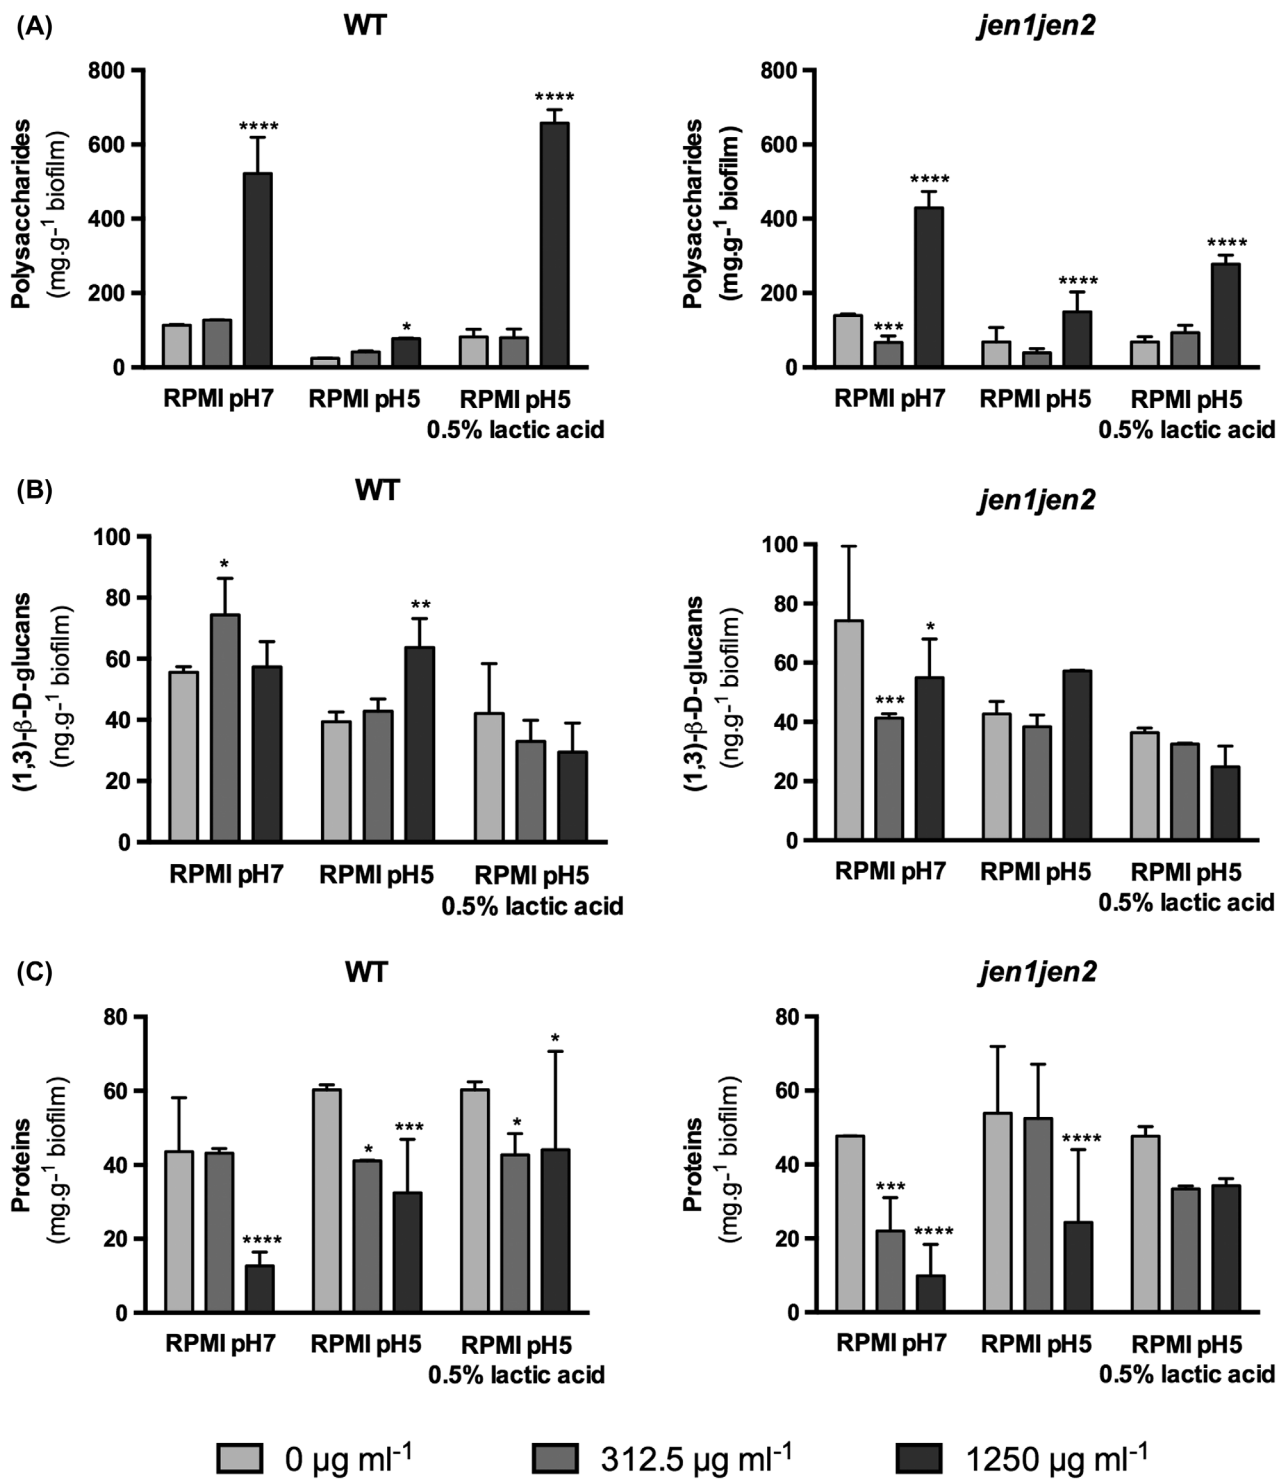 (A)
WT
jen1jen2
Polysaccharides
(mg.g-1 biofilm)
800
600
400
200
0
****
*
****
RPMI pH7
RPMI pH5
RPMI pH5
0.5% lactic acid
Polysaccharides
(mg.g-1 biofilm)
800
600
400
200
0
***
****
****
****
RPMI pH7
RPMI pH5
RPMI pH5
0.5% lactic acid
(B)
WT
jen1jen2
(1,3)-β-D-glucans
(ng.g-1 biofilm)
100
80
60
40
20
0
*
**
RPMI pH7
RPMI pH5
RPMI pH5
0.5% lactic acid
(1,3)-β-D-glucans
(ng.g-1 biofilm)
100
80
60
40
20
0
***
*
RPMI pH7
RPMI pH5
RPMI pH5
0.5% lactic acid
(C)
WT
jen1jen2
Proteins
(mg.g-1 biofilm)
80
60
40
20
0
****
*
***
*
*
RPMI pH7
RPMI pH5
RPMI pH5
0.5% lactic acid
Proteins
(mg.g-1 biofilm)
80
60
40
20
0
***
****
****
RPMI pH7
RPMI pH5
RPMI pH5
0.5% lactic acid
0 µg ml-1
312.5 µg ml-1
1250 µg ml-1